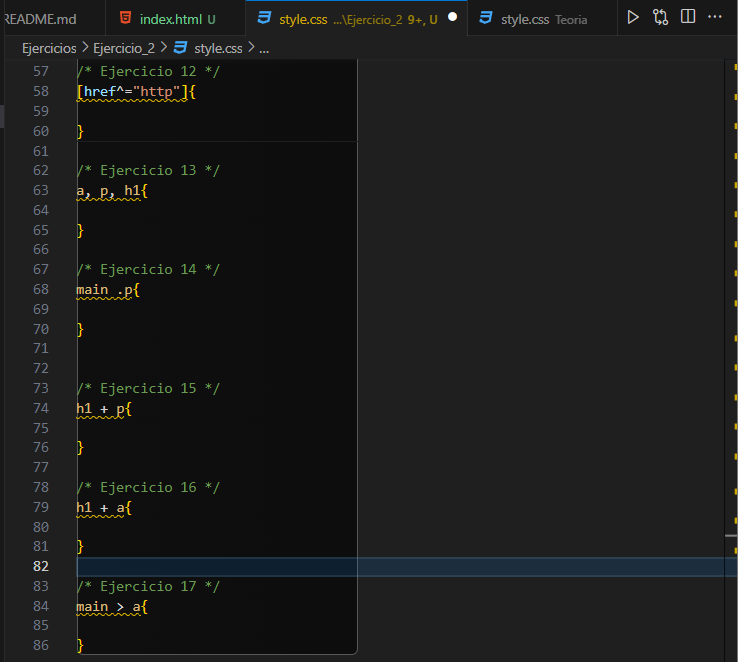 README.md index.html U style.css ...\Ejercicio_2 9+, U style.css Teoria ...
Ejercicios > Ejercicio_2 > style.css > ...
57 /* Ejercicio 12 */
58 [href^="http"]{
59
60 }
61
62 /* Ejercicio 13 */
63 a, p, h1{
64
65 }
66
67 /* Ejercicio 14 */
68 main .p{
69
70 }
71
72
73 /* Ejercicio 15 */
74 h1 + p{
75
76 }
77
78 /* Ejercicio 16 */
79 h1 + a{
80
81 }
82
83 /* Ejercicio 17 */
84 main > a{
85
86 }